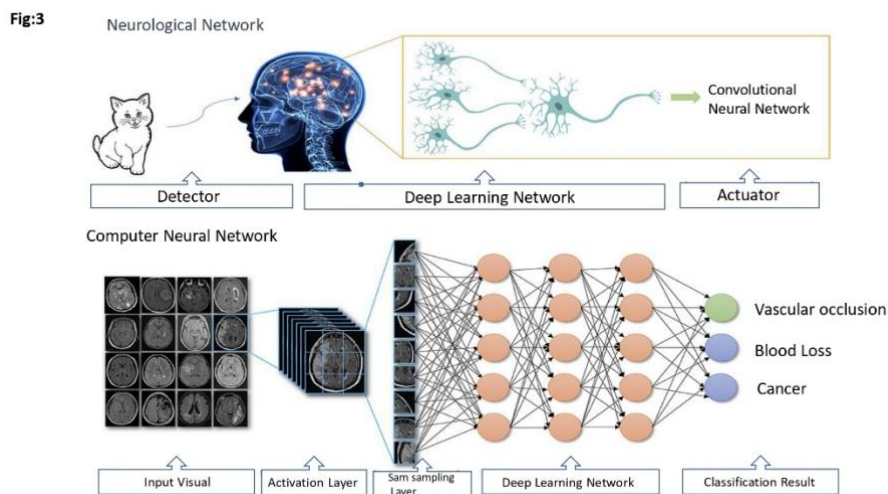 Fig:3
Neurological Network
Convolutional
Neural Network
Detector
Deep Learning Network
Actuator
Computer Neural Network
Vascular occlusion
Blood Loss
Cancer
Input Visual
Activation Layer
Sam sampling
Layer
Deep Learning Network
Classification Result